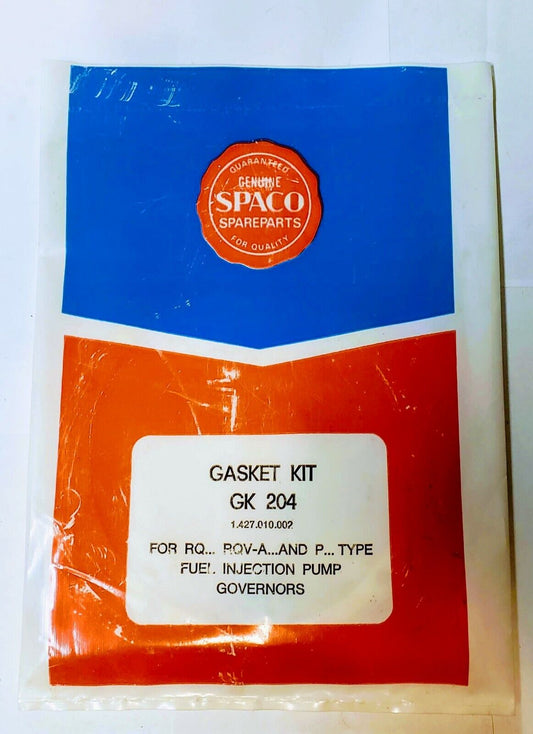 GUARANTEED
GENUINE
SPACO
SPAREPARTS
FOR QUALITY
GASKET KIT
GK 204
1.427.010.002
FOR RQ... RQV-A...AND P... TYPE
FUEL INJECTION PUMP
GOVERNORS